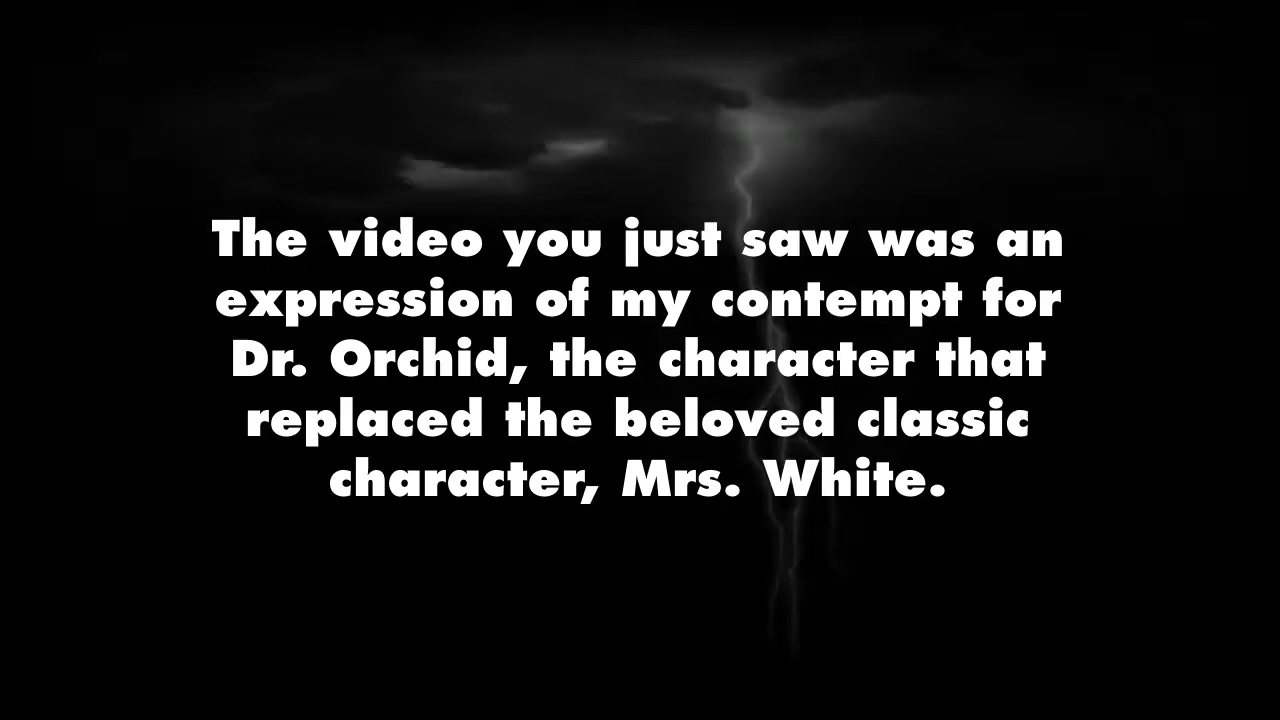 The video you just saw was an
expression of my contempt for
Dr. Orchid, the character that
replaced the beloved classic
character, Mrs. White.